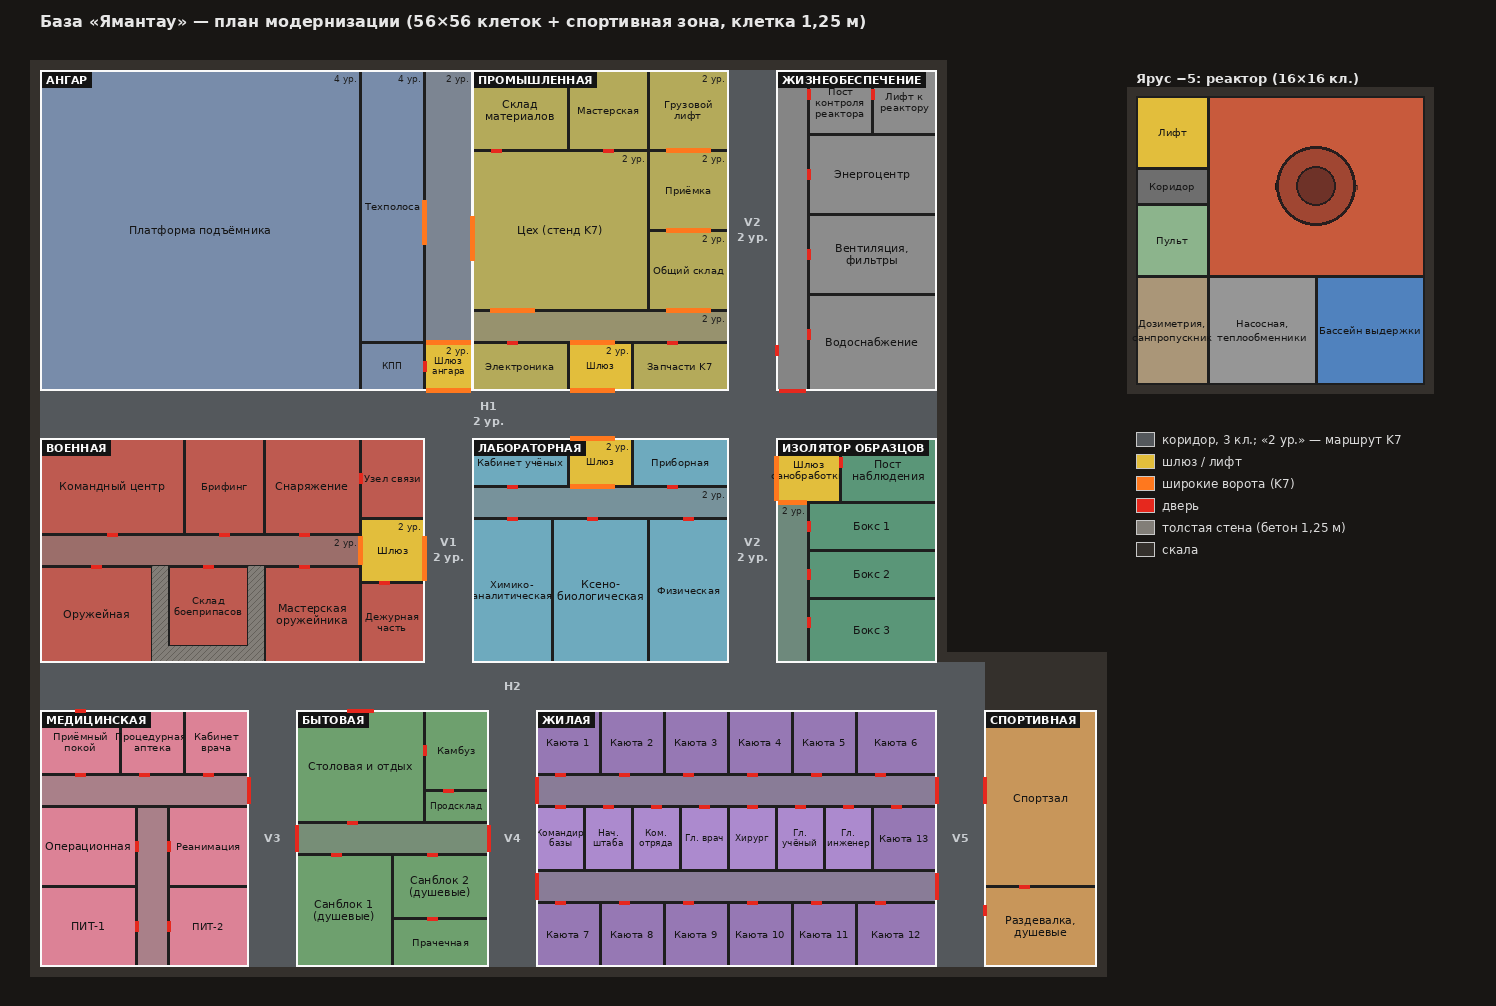 База «Ямантау» — план модернизации (56×56 клеток + спортивная зона, клетка 1,25 м)
АНГАР
4 ур.
4 ур.
2 ур.
Платформа подъёмника
Техполоса
КПП
2 ур.
Шлюз
ангара
ПРОМЫШЛЕННАЯ
2 ур.
Склад
материалов
Мастерская
Грузовой
лифт
2 ур.
2 ур.
Приёмка
Цех (стенд К7)
2 ур.
Общий склад
2 ур.
Электроника
2 ур.
Шлюз
Запчасти К7
V2
2 ур.
ЖИЗНЕОБЕСПЕЧЕНИЕ
Пост
контроля
реактора
Лифт к
реактору
Энергоцентр
Вентиляция,
фильтры
Водоснабжение
Ярус −5: реактор (16×16 кл.)
Лифт
Коридор
Пульт
Дозиметрия,
санпропускник
Насосная,
теплообменники
Бассейн выдержки
H1
2 ур.
ВОЕННАЯ
Командный центр
Брифинг
Снаряжение
Узел связи
2 ур.
2 ур.
Шлюз
Оружейная
Склад
боеприпасов
Мастерская
оружейника
Дежурная
часть
V1
2 ур.
ЛАБОРАТОРНАЯ
Кабинет учёных
2 ур.
Шлюз
Приборная
2 ур.
Химико-
аналитическая
Ксено-
биологическая
Физическая
V2
2 ур.
ИЗОЛЯТОР ОБРАЗЦОВ
Шлюз
санобработки
Пост
наблюдения
2 ур.
Бокс 1
Бокс 2
Бокс 3
коридор, 3 кл.; «2 ур.» — маршрут К7
шлюз / лифт
широкие ворота (К7)
дверь
толстая стена (бетон 1,25 м)
скала
H2
МЕДИЦИНСКАЯ
Приёмный
покой
Процедурная,
аптека
Кабинет
врача
Операционная
Реанимация
ПИТ-1
ПИТ-2
V3
БЫТОВАЯ
Столовая и отдых
Камбуз
Продсклад
Санблок 1
(душевые)
Санблок 2
(душевые)
Прачечная
V4
ЖИЛАЯ
Каюта 1
Каюта 2
Каюта 3
Каюта 4
Каюта 5
Каюта 6
Командир
базы
Нач.
штаба
Ком.
отряда
Гл. врач
Хирург
Гл.
учёный
Гл.
инженер
Каюта 13
Каюта 7
Каюта 8
Каюта 9
Каюта 10
Каюта 11
Каюта 12
V5
СПОРТИВНАЯ
Спортзал
Раздевалка,
душевые